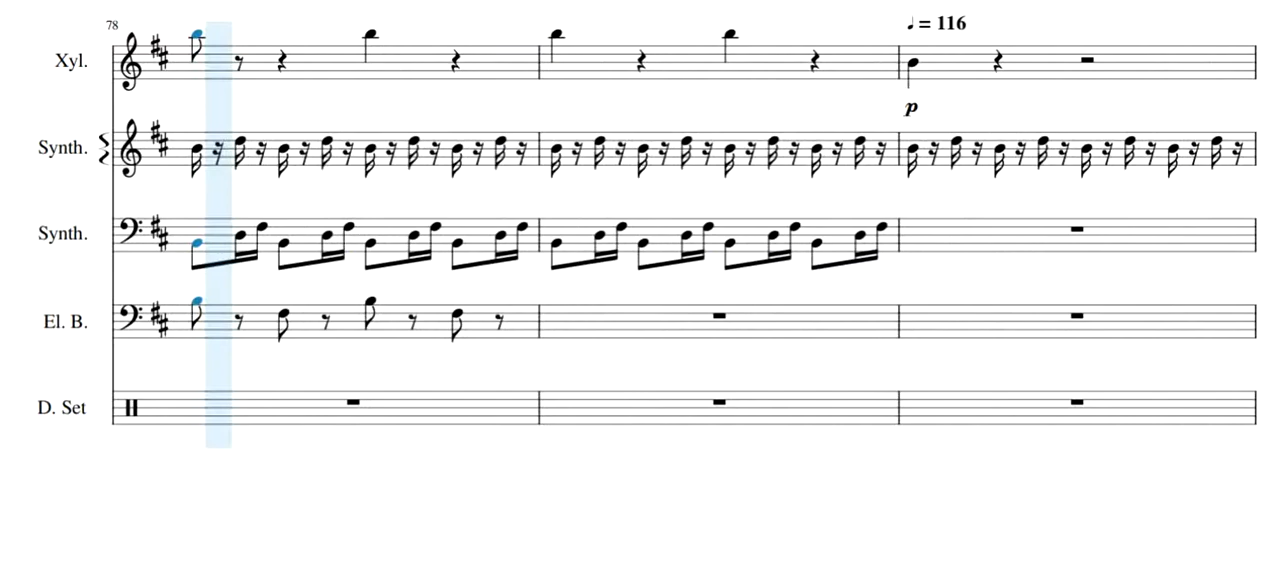 78
♩ = 116
Xyl.
p
Synth.
Synth.
El. B.
D. Set